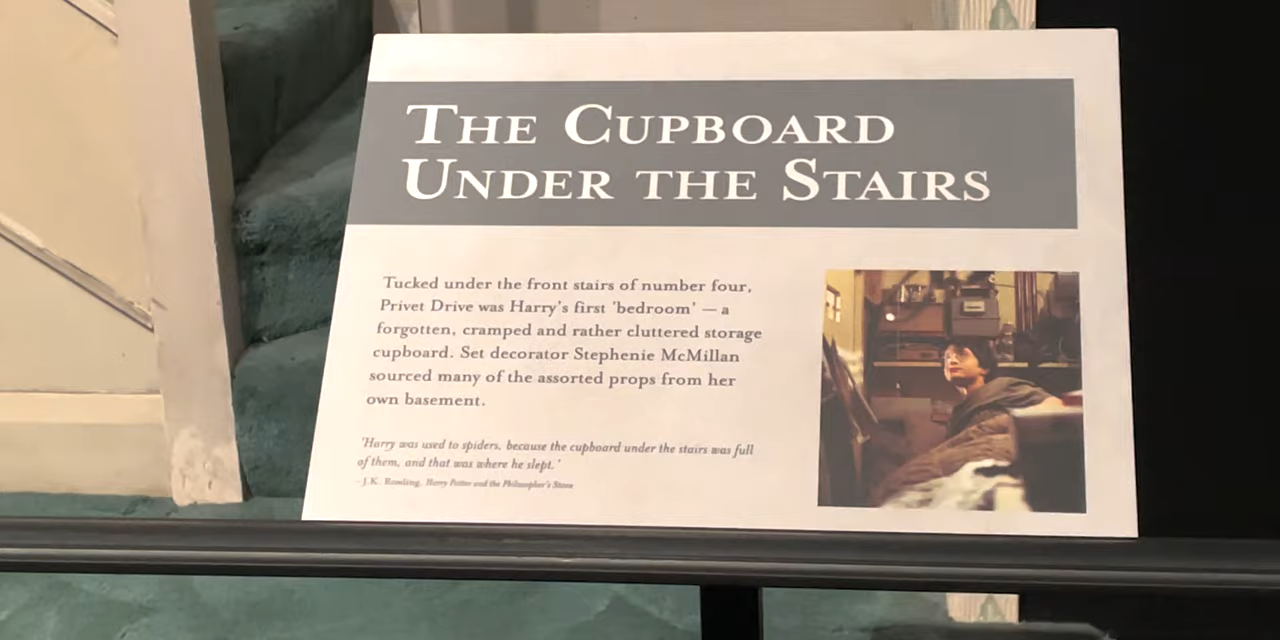 THE CUPBOARD
UNDER THE STAIRS
Tucked under the front stairs of number four,
Privet Drive was Harry's first 'bedroom' — a
forgotten, cramped and rather cluttered storage
cupboard. Set decorator Stephenie McMillan
sourced many of the assorted props from her
own basement.
'Harry was used to spiders, because the cupboard under the stairs was full
of them, and that was where he slept.'
–J.K. Rowling, Harry Potter and the Philosopher's Stone